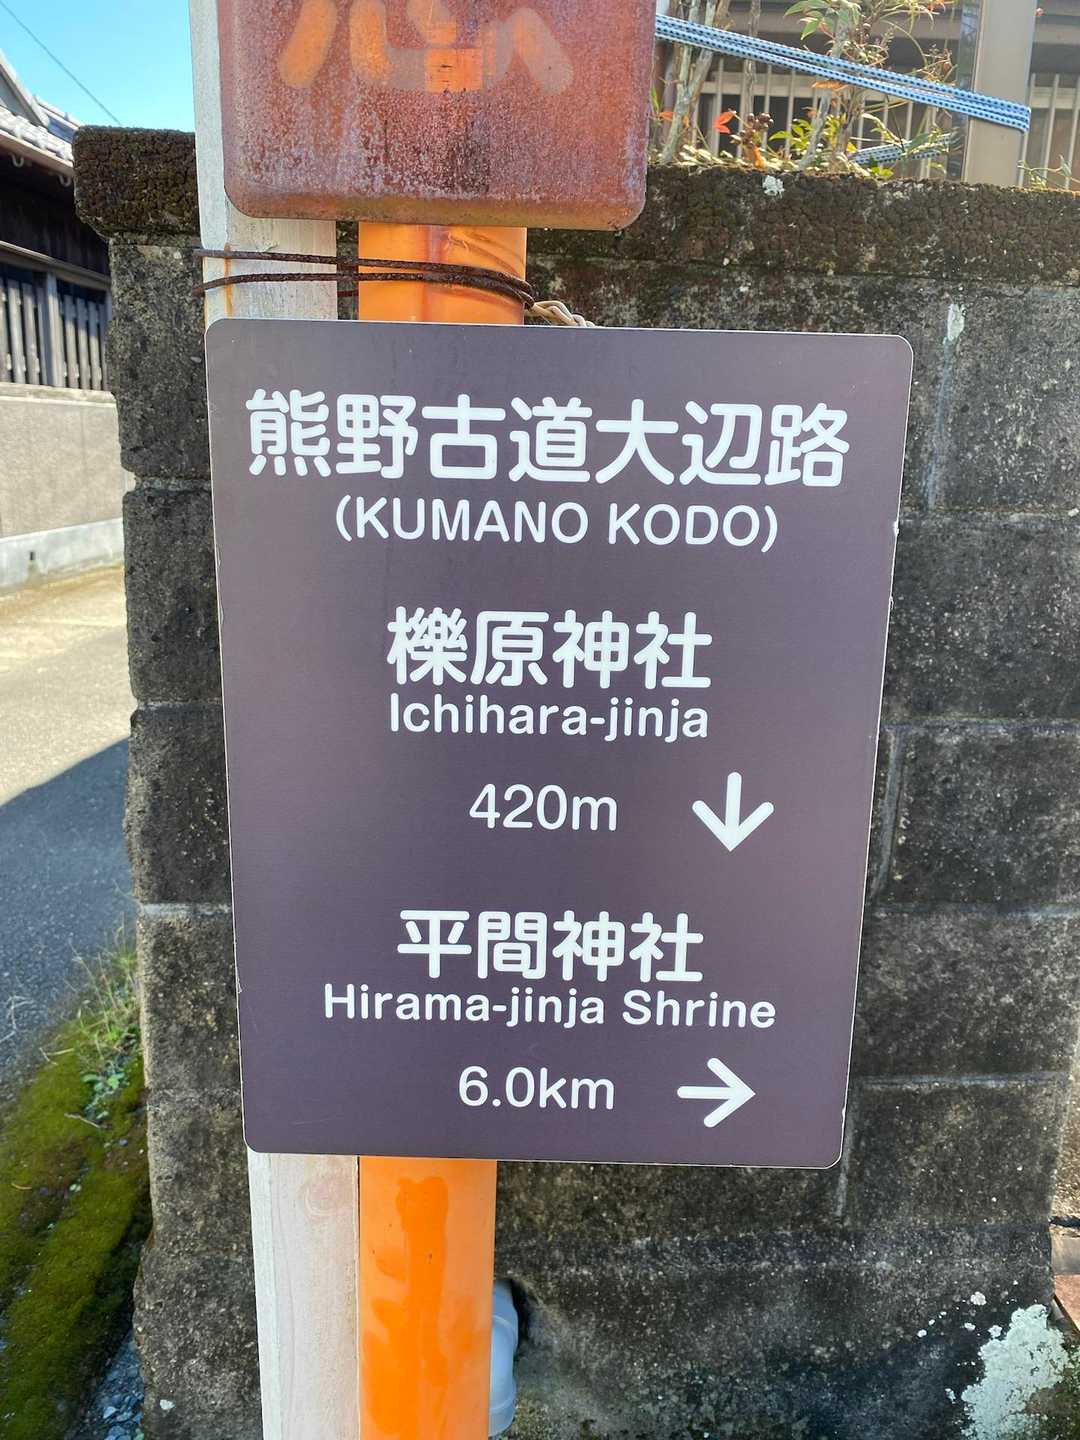 熊野古道大辺路
(KUMANO KODO)
櫟原神社
Ichihara-jinja
420m ↓
平間神社
Hirama-jinja Shrine
6.0km →